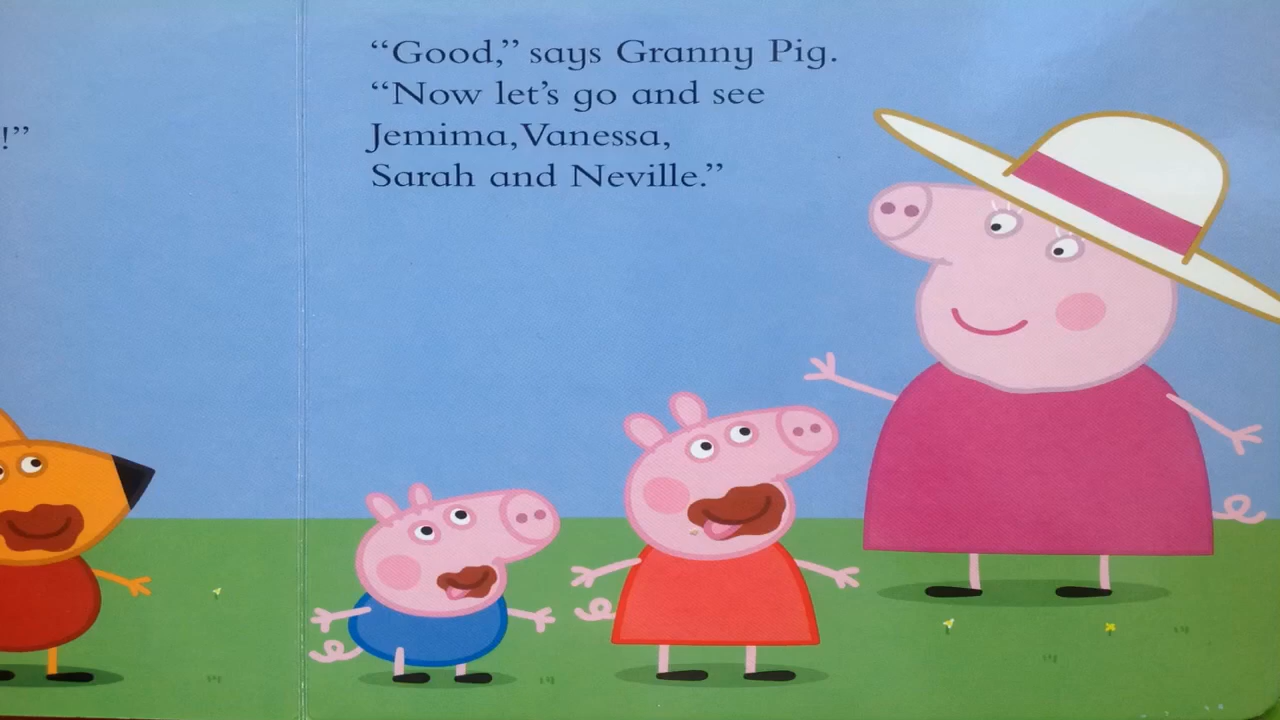 !”
“Good,” says Granny Pig.
“Now let’s go and see
Jemima, Vanessa,
Sarah and Neville.”